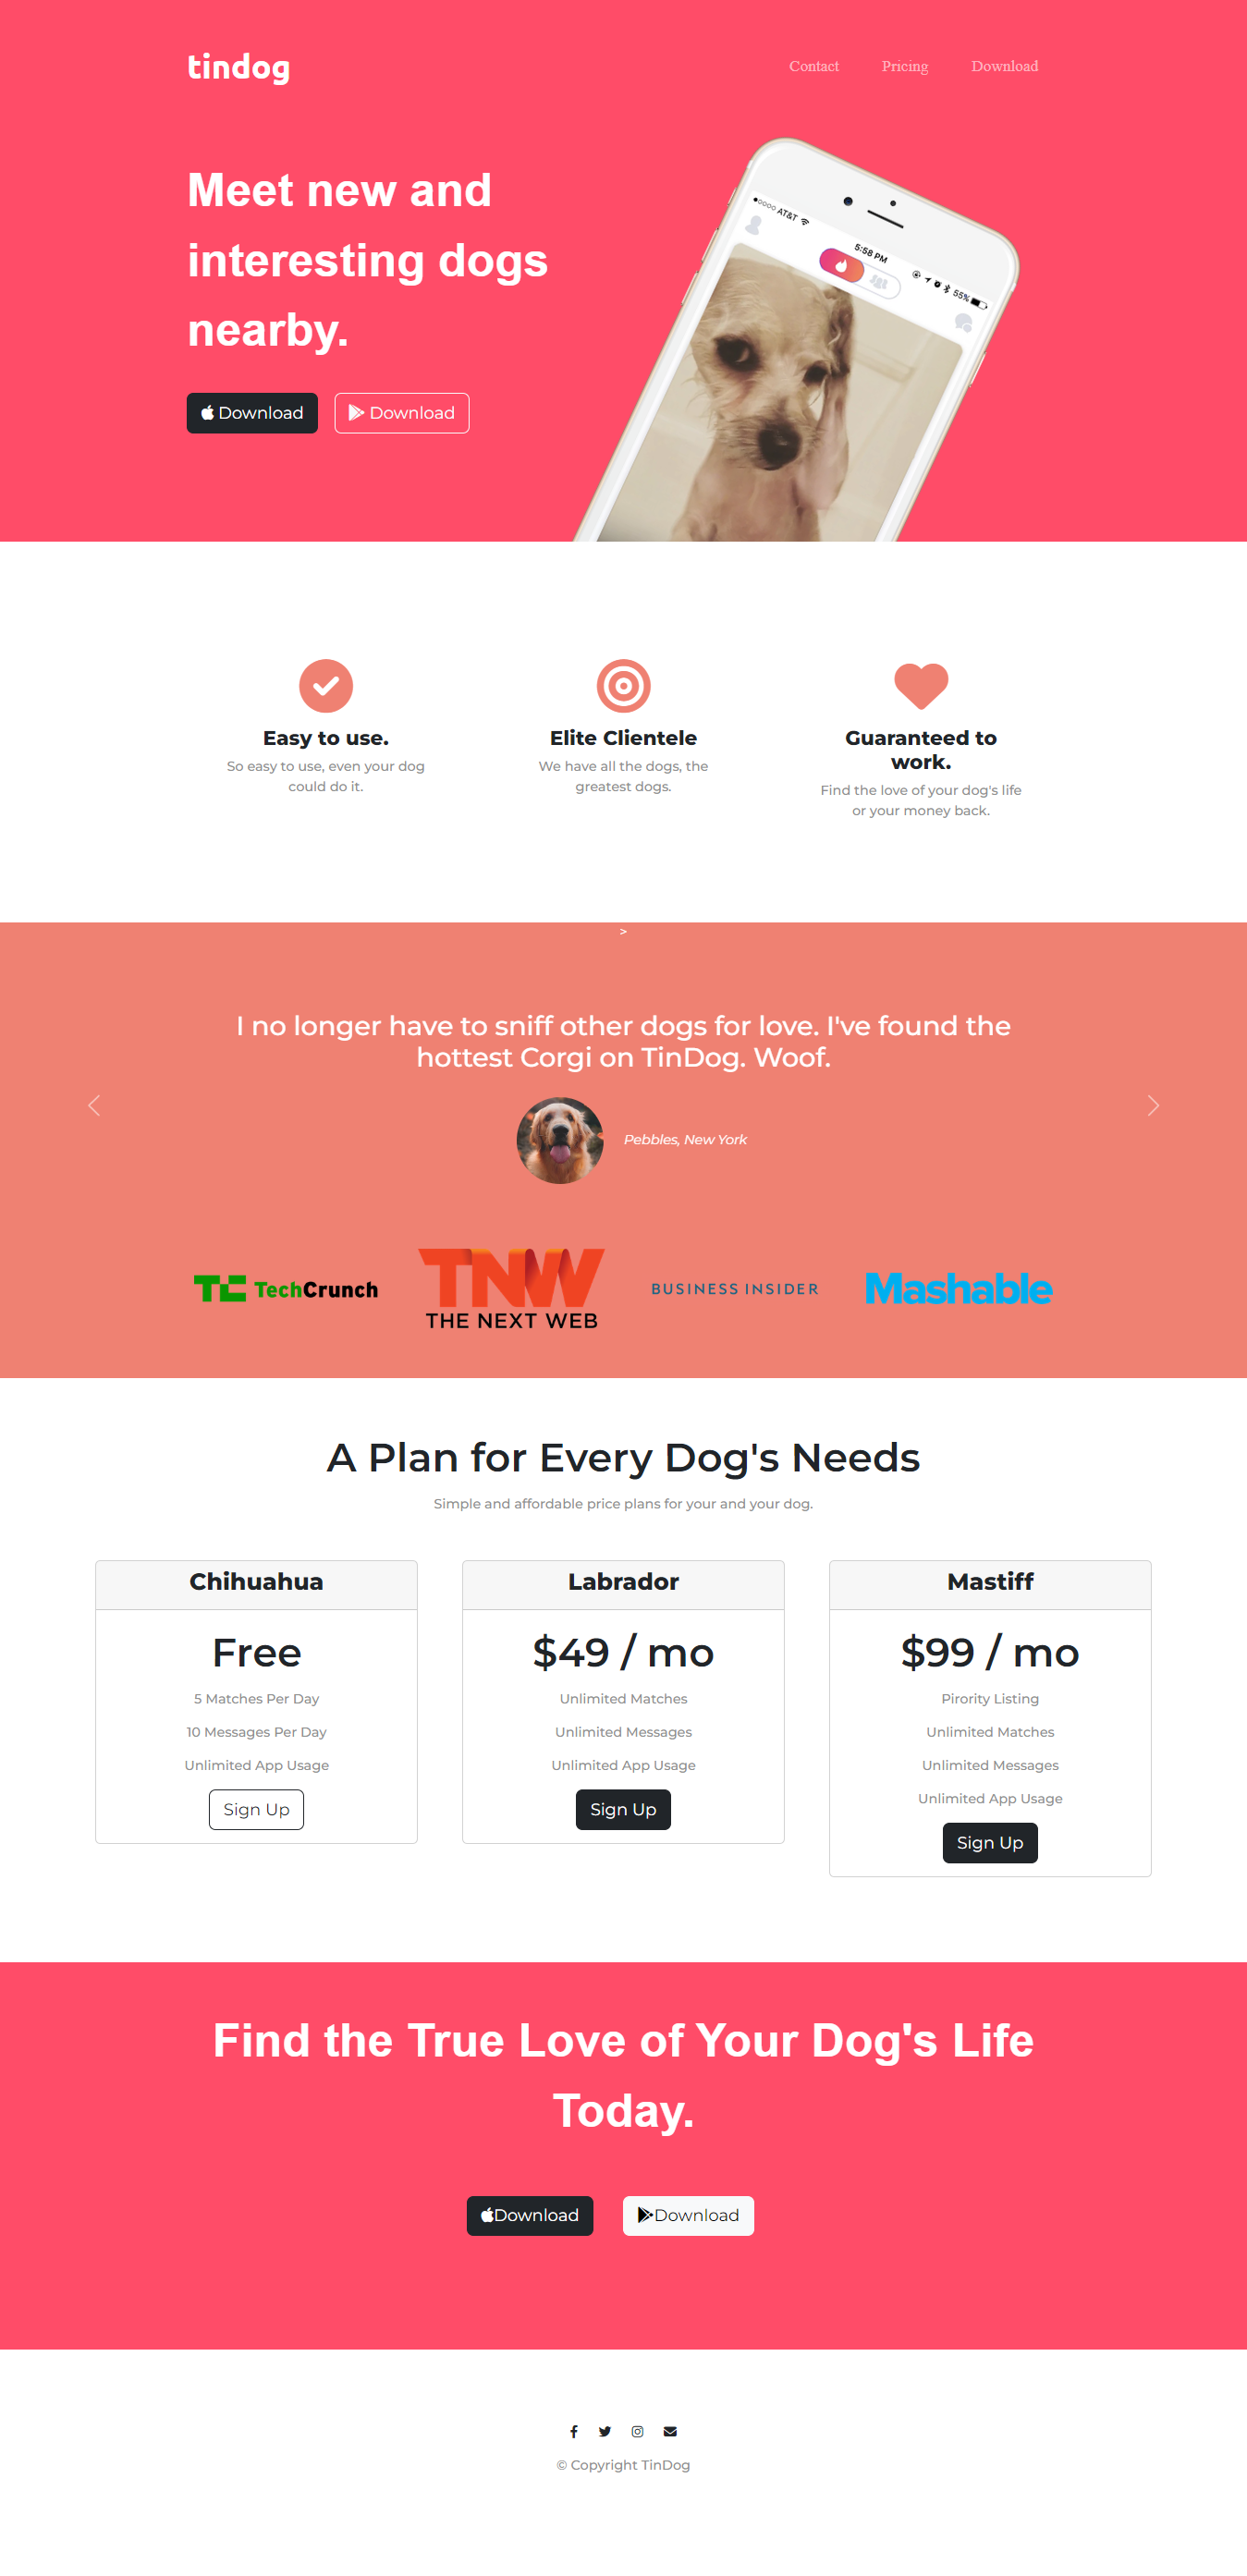 tindog
Contact Pricing Download
Meet new and
interesting dogs
nearby.
Download Download
●○○○○ AT&T
5:58 PM
55%
Easy to use.
So easy to use, even your dog
could do it.
Elite Clientele
We have all the dogs, the
greatest dogs.
Guaranteed to
work.
Find the love of your dog's life
or your money back.
>
I no longer have to sniff other dogs for love. I've found the
hottest Corgi on TinDog. Woof.
Pebbles, New York
TC TechCrunch
TNW
THE NEXT WEB
BUSINESS INSIDER
Mashable
A Plan for Every Dog's Needs
Simple and affordable price plans for your and your dog.
Chihuahua
Free
5 Matches Per Day
10 Messages Per Day
Unlimited App Usage
Sign Up
Labrador
$49 / mo
Unlimited Matches
Unlimited Messages
Unlimited App Usage
Sign Up
Mastiff
$99 / mo
Pirority Listing
Unlimited Matches
Unlimited Messages
Unlimited App Usage
Sign Up
Find the True Love of Your Dog's Life
Today.
Download Download
© Copyright TinDog